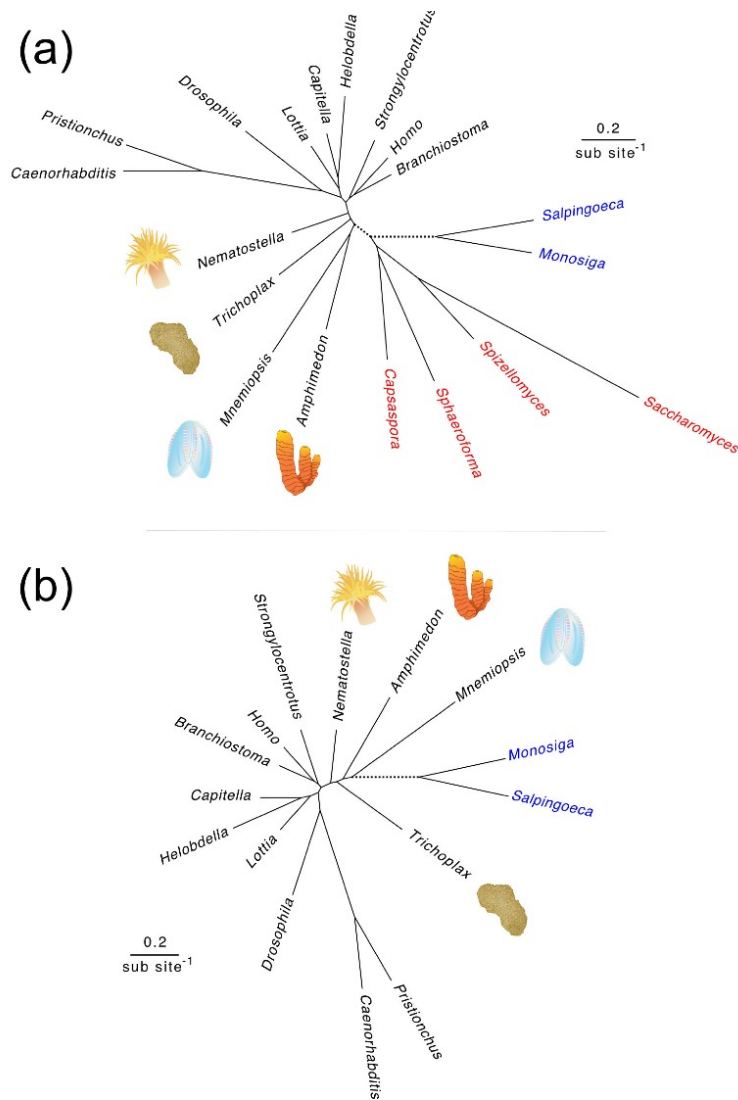 (a)
Helobdella
Strongylocentrotus
Capitella
Drosophila
Lottia
Homo
Branchiostoma
Pristionchus
Caenorhabditis
0.2
sub site-1
Salpingoeca
Monosiga
Nematostella
Trichoplax
Mnemiopsis
Amphimedon
Capsaspora
Sphaeroforma
Spizellomyces
Saccharomyces
(b)
Strongylocentrotus
Nematostella
Amphimedon
Mnemiopsis
Homo
Branchiostoma
Monosiga
Capitella
Salpingoeca
Helobdella
Lottia
Trichoplax
Drosophila
0.2
sub site-1
Caenorhabditis
Pristionchus